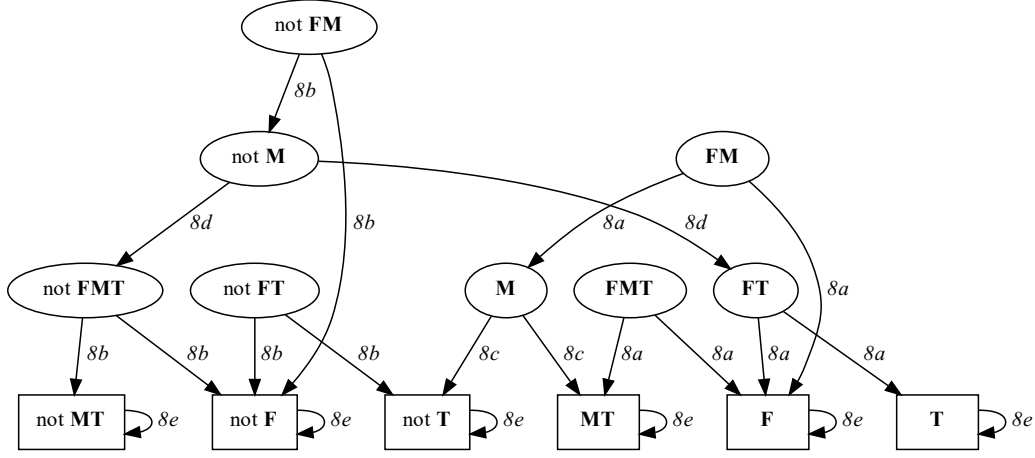 not FM
8b
not M
FM
8d
8b
8a
8d
not FMT
not FT
M
FMT
FT
8a
8b
8b
8b
8b
8c
8c
8a
8a
8a
8a
not MT
8e
not F
8e
not T
8e
MT
8e
F
8e
T
8e